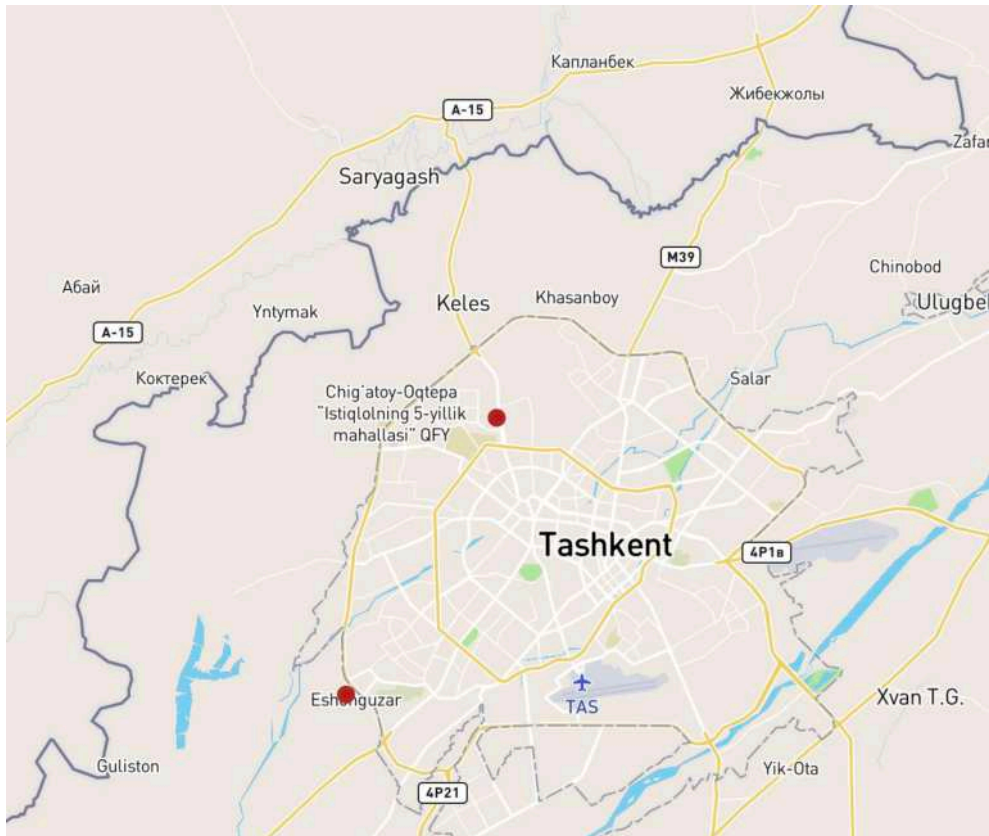 Капланбек
Жибекжолы
A-15
Zafar
Saryagash
M39
Chinobod
Абай
Keles
Khasanboy
Ulugbek
Yntymak
A-15
Коктерек
Salar
Chig'atoy-Oqtepa
"Istiqlolning 5-yillik
mahallasi" QFY
Tashkent
4P1в
Eshonguzar
TAS
Xvan T.G.
Guliston
Yik-Ota
4P21